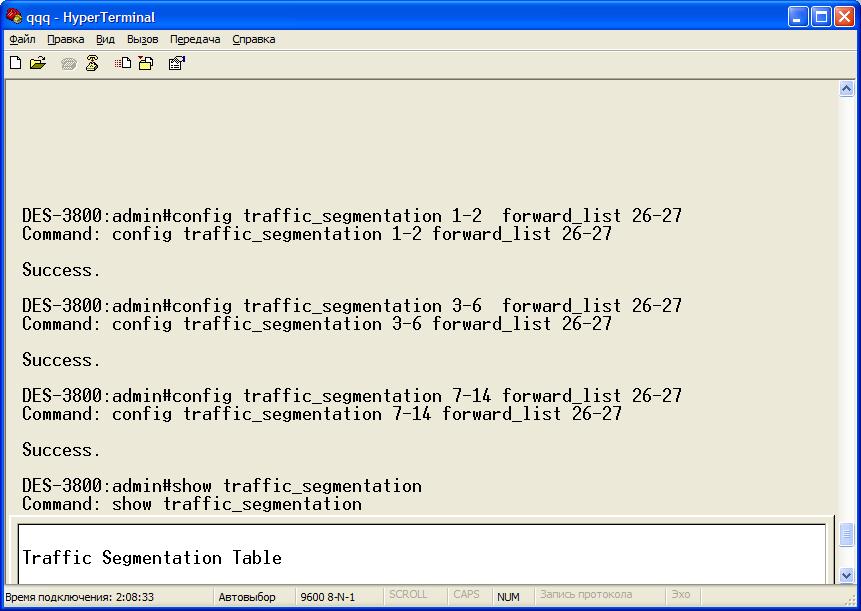 qqq - HyperTerminal
Файл Правка Вид Вызов Передача Справка
DES-3800:admin#config traffic_segmentation 1-2  forward_list 26-27
Command: config traffic_segmentation 1-2 forward_list 26-27
Success.
DES-3800:admin#config traffic_segmentation 3-6  forward_list 26-27
Command: config traffic_segmentation 3-6 forward_list 26-27
Success.
DES-3800:admin#config traffic_segmentation 7-14 forward_list 26-27
Command: config traffic_segmentation 7-14 forward_list 26-27
Success.
DES-3800:admin#show traffic_segmentation
Command: show traffic_segmentation
Traffic Segmentation Table
Время подключения: 2:08:33 Автовыбор 9600 8-N-1 SCROLL CAPS NUM Запись протокола Эхо